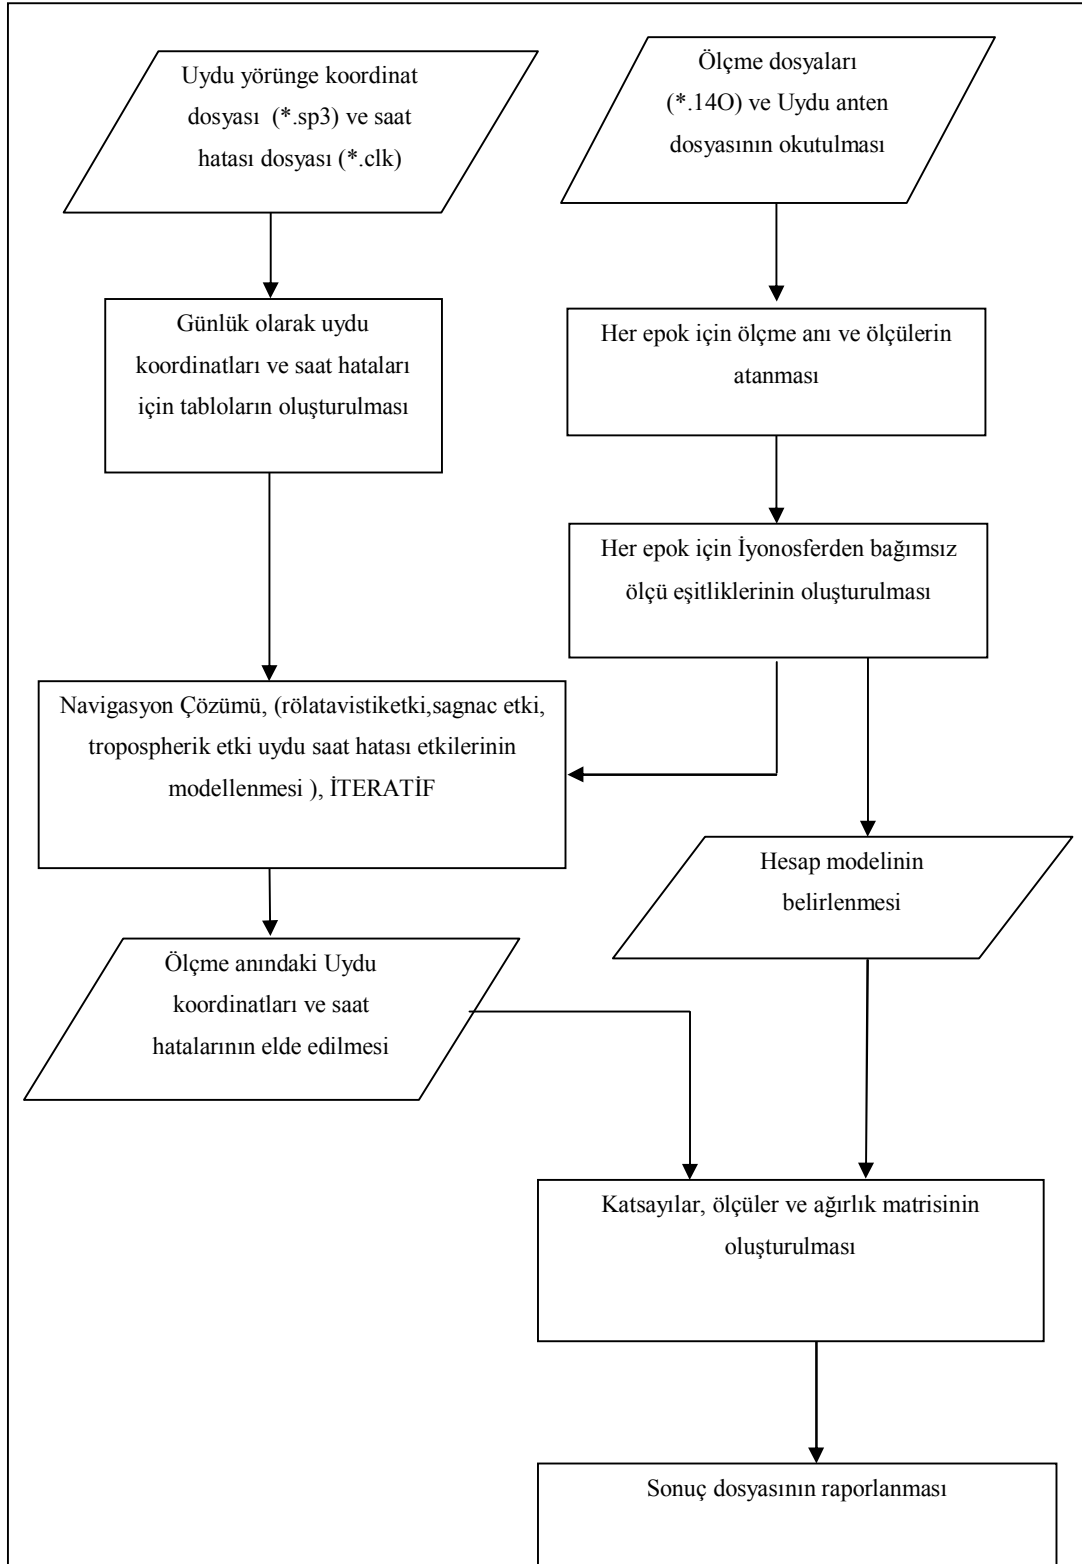 Uydu yörünge koordinat
dosyası (*.sp3) ve saat
hatası dosyası (*.clk)
Ölçme dosyaları
(*.14O) ve Uydu anten
dosyasının okutulması
Günlük olarak uydu
koordinatları ve saat hataları
için tabloların oluşturulması
Her epok için ölçme anı ve ölçülerin
atanması
Her epok için İyonosferden bağımsız
ölçü eşitliklerinin oluşturulması
Navigasyon Çözümü, (rölatavistiketki,sagnac etki,
tropospherik etki uydu saat hatası etkilerinin
modellenmesi ), İTERATİF
Hesap modelinin
belirlenmesi
Ölçme anındaki Uydu
koordinatları ve saat
hatalarının elde edilmesi
Katsayılar, ölçüler ve ağırlık matrisinin
oluşturulması
Sonuç dosyasının raporlanması